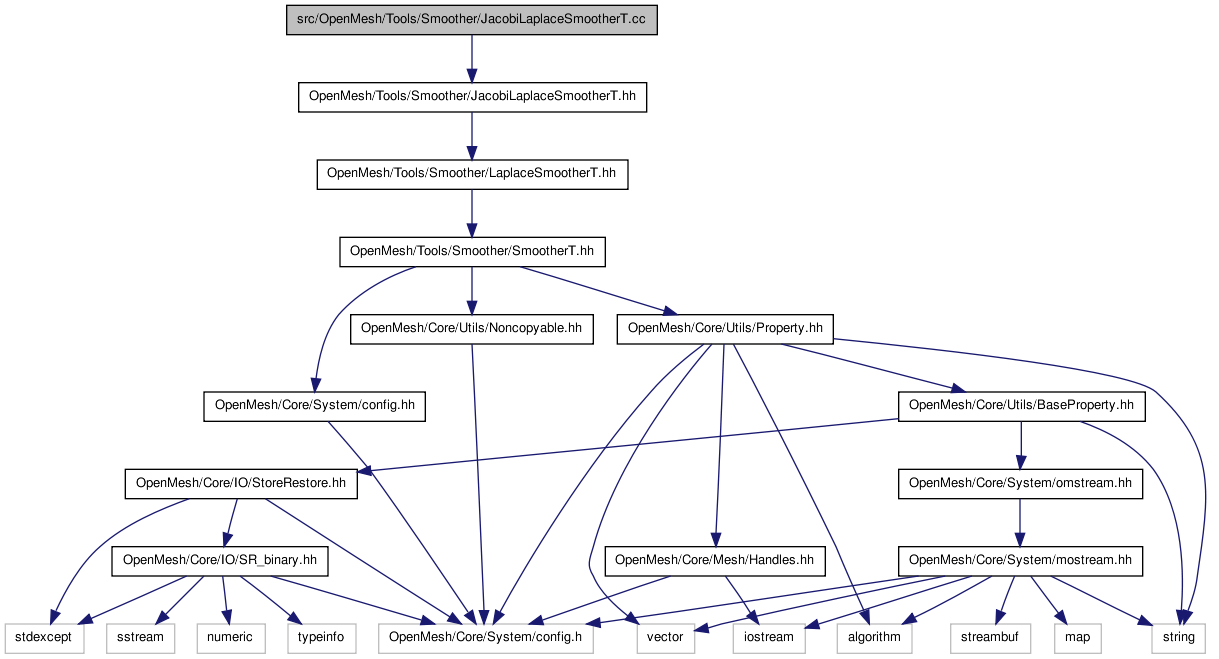 src/OpenMesh/Tools/Smoother/JacobiLaplaceSmootherT.cc
OpenMesh/Tools/Smoother/JacobiLaplaceSmootherT.hh
OpenMesh/Tools/Smoother/LaplaceSmootherT.hh
OpenMesh/Tools/Smoother/SmootherT.hh
OpenMesh/Core/Utils/Noncopyable.hh
OpenMesh/Core/Utils/Property.hh
OpenMesh/Core/System/config.hh
OpenMesh/Core/Utils/BaseProperty.hh
OpenMesh/Core/IO/StoreRestore.hh
OpenMesh/Core/System/omstream.hh
OpenMesh/Core/IO/SR_binary.hh
OpenMesh/Core/Mesh/Handles.hh
OpenMesh/Core/System/mostream.hh
stdexcept
sstream
numeric
typeinfo
OpenMesh/Core/System/config.h
vector
iostream
algorithm
streambuf
map
string